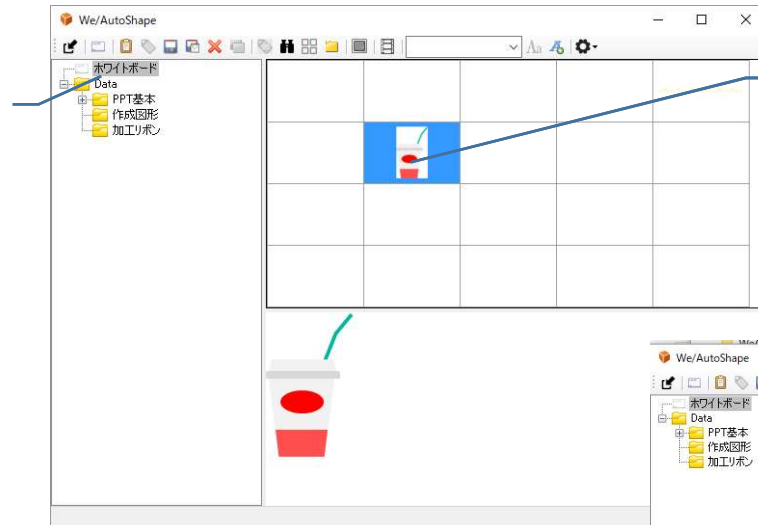 We/AutoShape
ホワイトボード
Data
PPT基本
作成図形
加工リボン
We/AutoShape
ホワイトボード
Data
PPT基本
作成図形
加工リボン